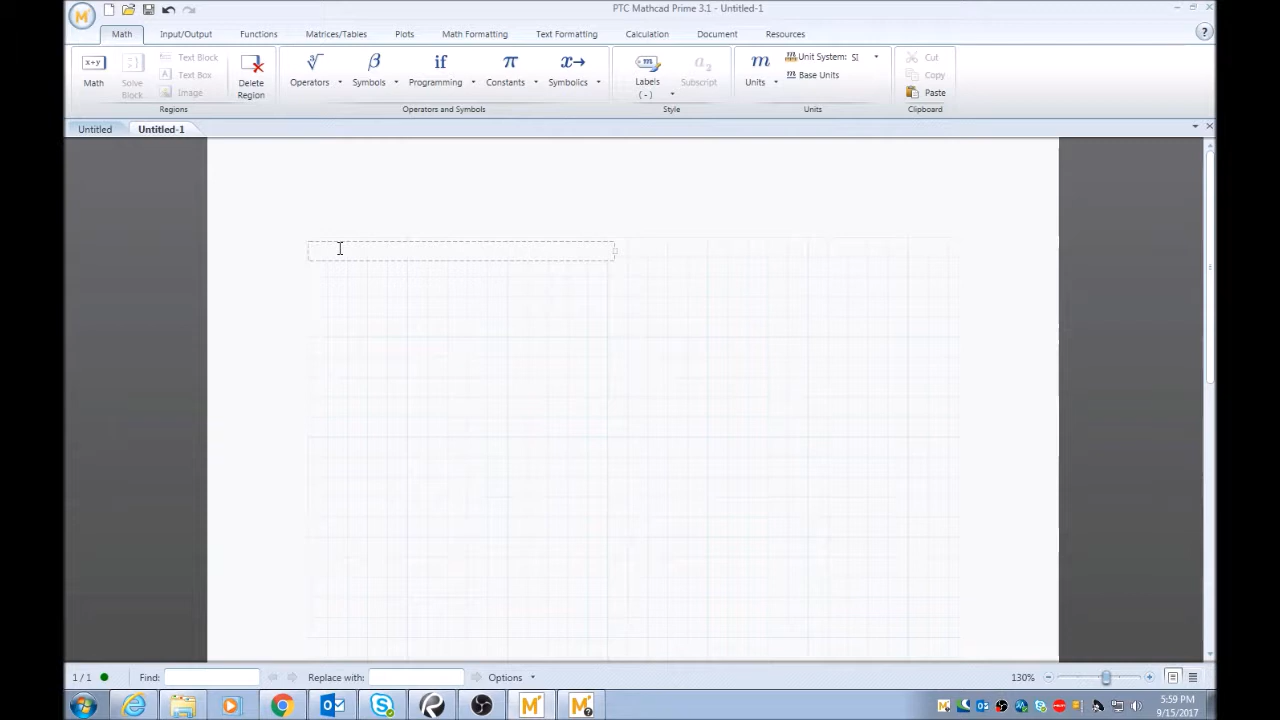 PTC Mathcad Prime 3.1 - Untitled-1
Math Input/Output Functions Matrices/Tables Plots Math Formatting Text Formatting Calculation Document Resources
Math
Solve Block
Text Block
Text Box
Image
Delete Region
Regions
Operators
Symbols
if
Programming
π
Constants
Symbolics
Operators and Symbols
Labels
(-)
Subscript
Style
Units
Unit System: SI
Base Units
Units
Cut
Copy
Paste
Clipboard
Untitled Untitled-1
1 / 1 Find: Replace with: Options 130%
5:59 PM
9/15/2017